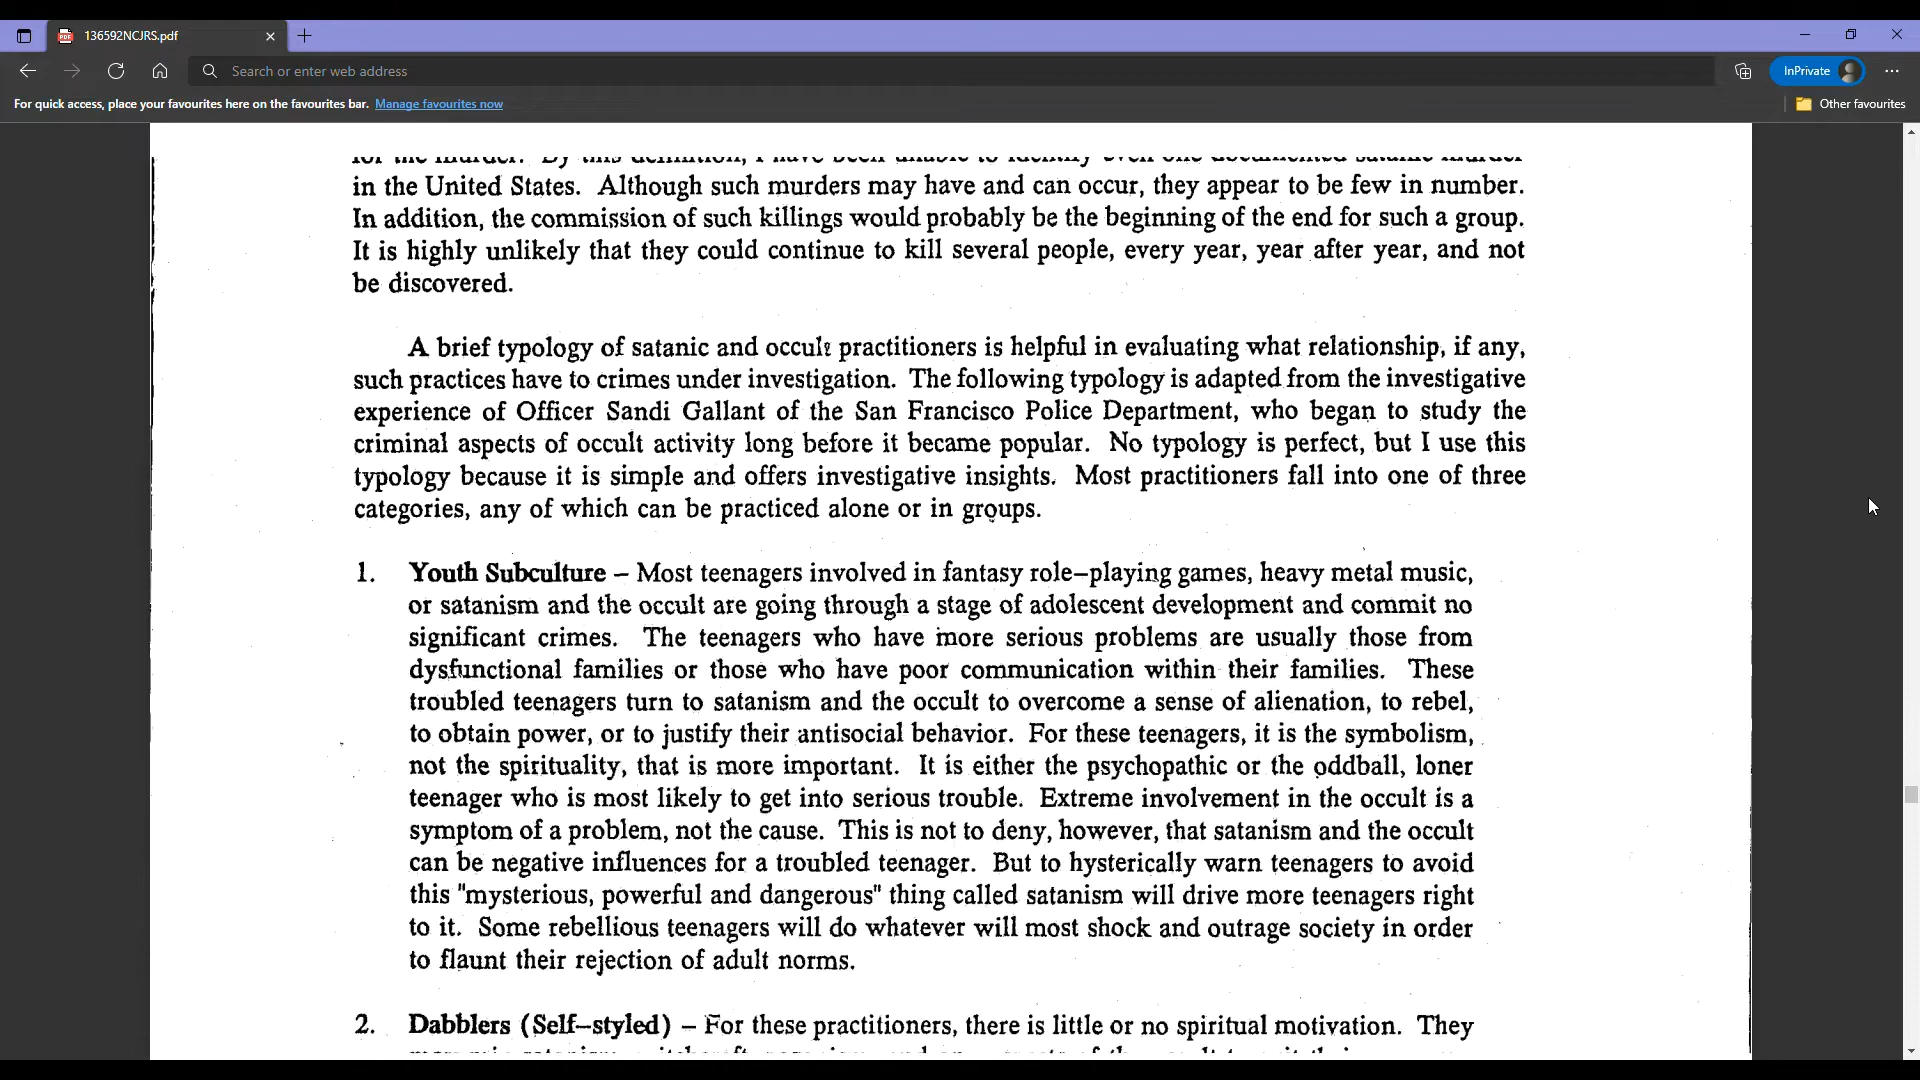 136592NCJRS.pdf
Search or enter web address
InPrivate
For quick access, place your favourites here on the favourites bar. Manage favourites now
Other favourites
for the murder. By this definition, I have been unable to identify even one documented satanic murder
in the United States. Although such murders may have and can occur, they appear to be few in number.
In addition, the commission of such killings would probably be the beginning of the end for such a group.
It is highly unlikely that they could continue to kill several people, every year, year after year, and not
be discovered.
A brief typology of satanic and occult practitioners is helpful in evaluating what relationship, if any,
such practices have to crimes under investigation. The following typology is adapted from the investigative
experience of Officer Sandi Gallant of the San Francisco Police Department, who began to study the
criminal aspects of occult activity long before it became popular. No typology is perfect, but I use this
typology because it is simple and offers investigative insights. Most practitioners fall into one of three
categories, any of which can be practiced alone or in groups.
1. Youth Subculture – Most teenagers involved in fantasy role–playing games, heavy metal music,
or satanism and the occult are going through a stage of adolescent development and commit no
significant crimes. The teenagers who have more serious problems are usually those from
dysfunctional families or those who have poor communication within their families. These
troubled teenagers turn to satanism and the occult to overcome a sense of alienation, to rebel,
to obtain power, or to justify their antisocial behavior. For these teenagers, it is the symbolism,
not the spirituality, that is more important. It is either the psychopathic or the oddball, loner
teenager who is most likely to get into serious trouble. Extreme involvement in the occult is a
symptom of a problem, not the cause. This is not to deny, however, that satanism and the occult
can be negative influences for a troubled teenager. But to hysterically warn teenagers to avoid
this "mysterious, powerful and dangerous" thing called satanism will drive more teenagers right
to it. Some rebellious teenagers will do whatever will most shock and outrage society in order
to flaunt their rejection of adult norms.
2. Dabblers (Self–styled) – For these practitioners, there is little or no spiritual motivation. They